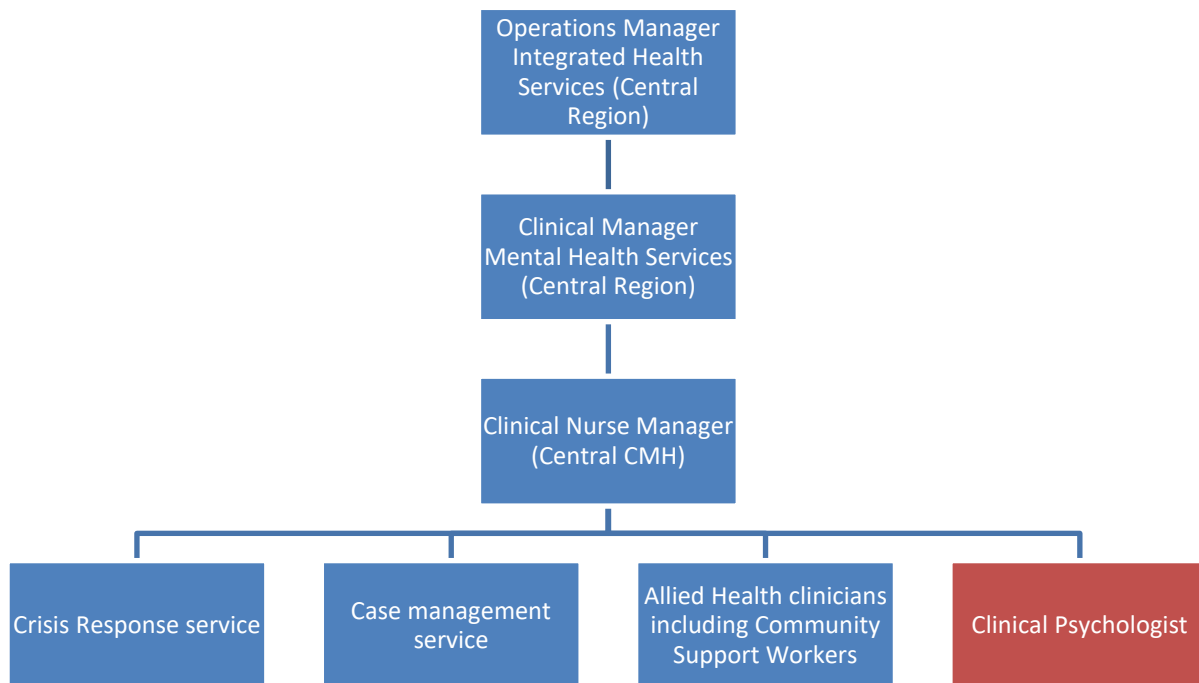 Operations Manager
Integrated Health
Services (Central
Region)
Clinical Manager
Mental Health Services
(Central Region)
Clinical Nurse Manager
(Central CMH)
Crisis Response service
Case management
service
Allied Health clinicians
including Community
Support Workers
Clinical Psychologist